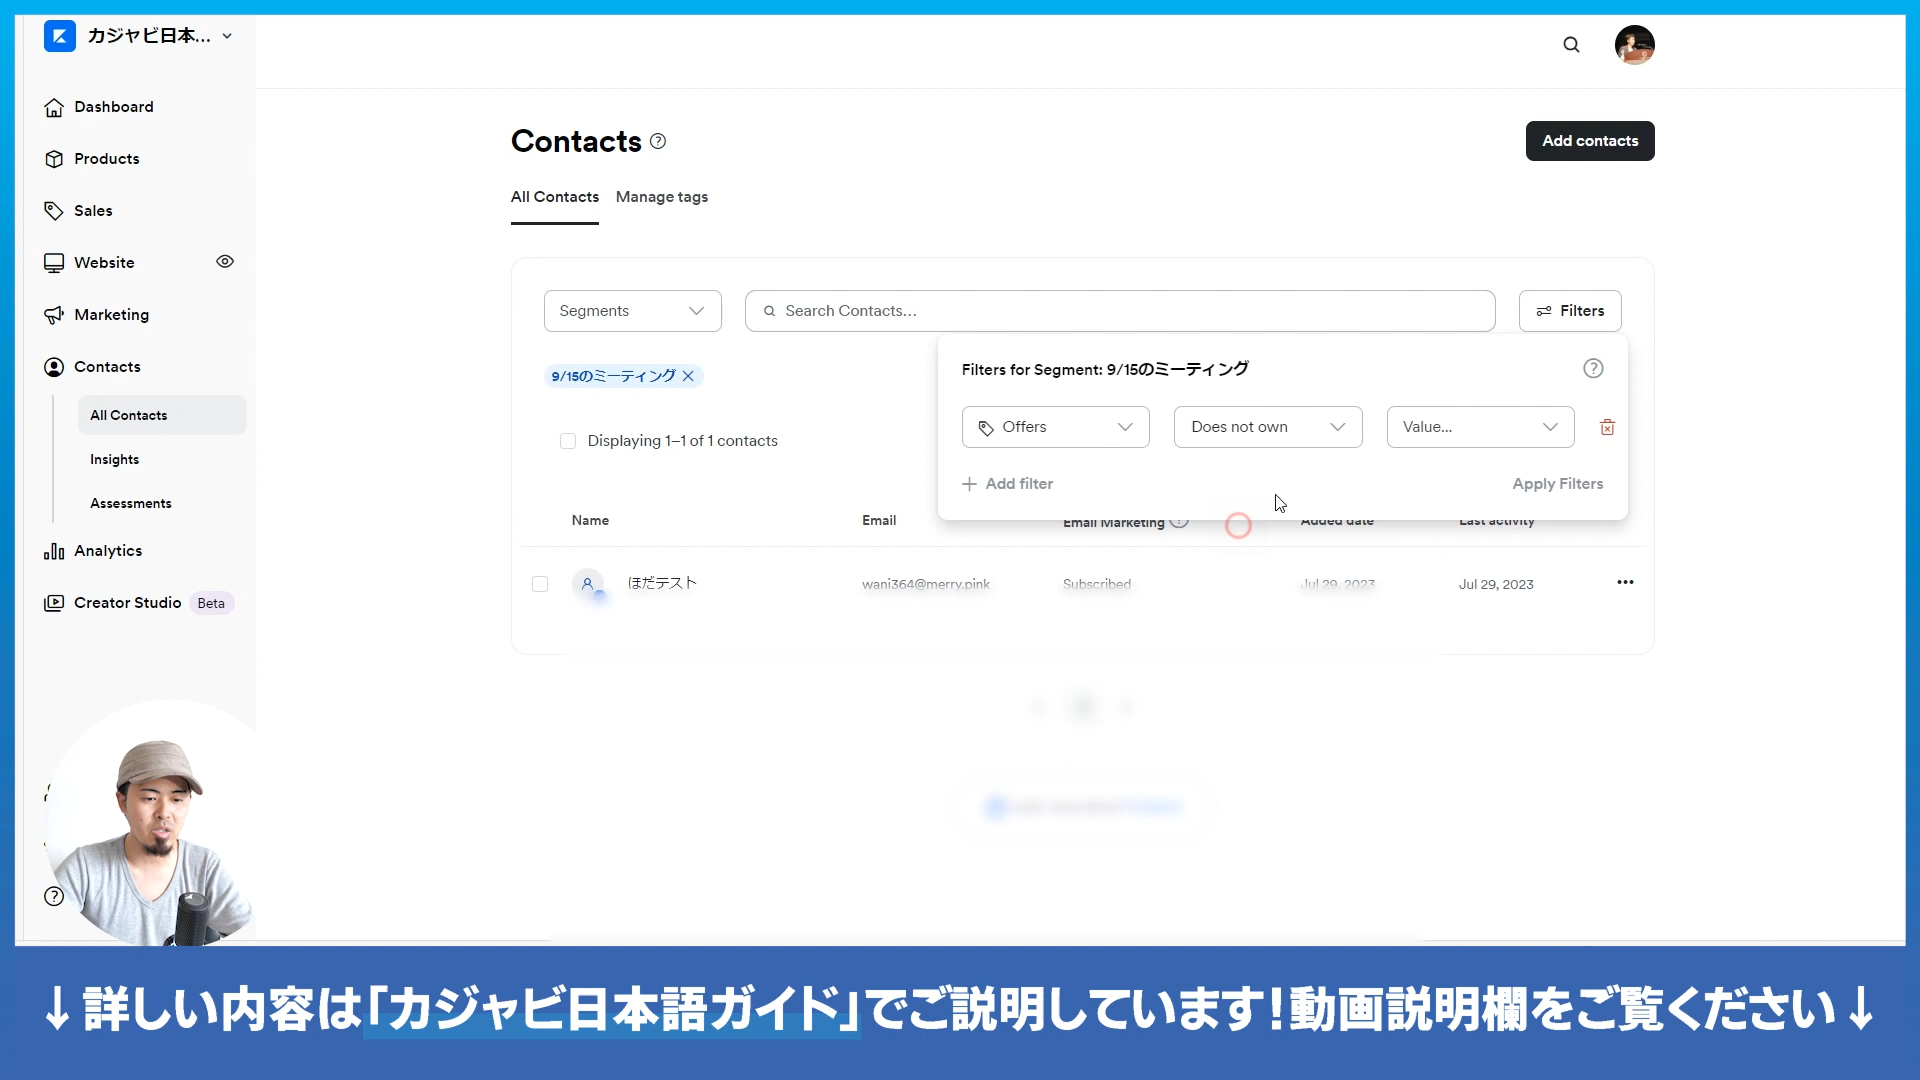 カジャビ日本...
Dashboard
Products
Sales
Website
Marketing
Contacts
All Contacts
Insights
Assessments
Analytics
Creator Studio Beta
Contacts
Add contacts
All Contacts Manage tags
Segments
Search Contacts...
Filters
9/15のミーティング
Filters for Segment: 9/15のミーティング
Offers Does not own Value...
Displaying 1–1 of 1 contacts
Add filter Apply Filters
Name Email Email Marketing Added date Last activity
ほだテスト wani364@merry.pink Subscribed Jul 29, 2023 Jul 29, 2023
↓詳しい内容は「カジャビ日本語ガイド」でご説明しています!動画説明欄をご覧ください↓